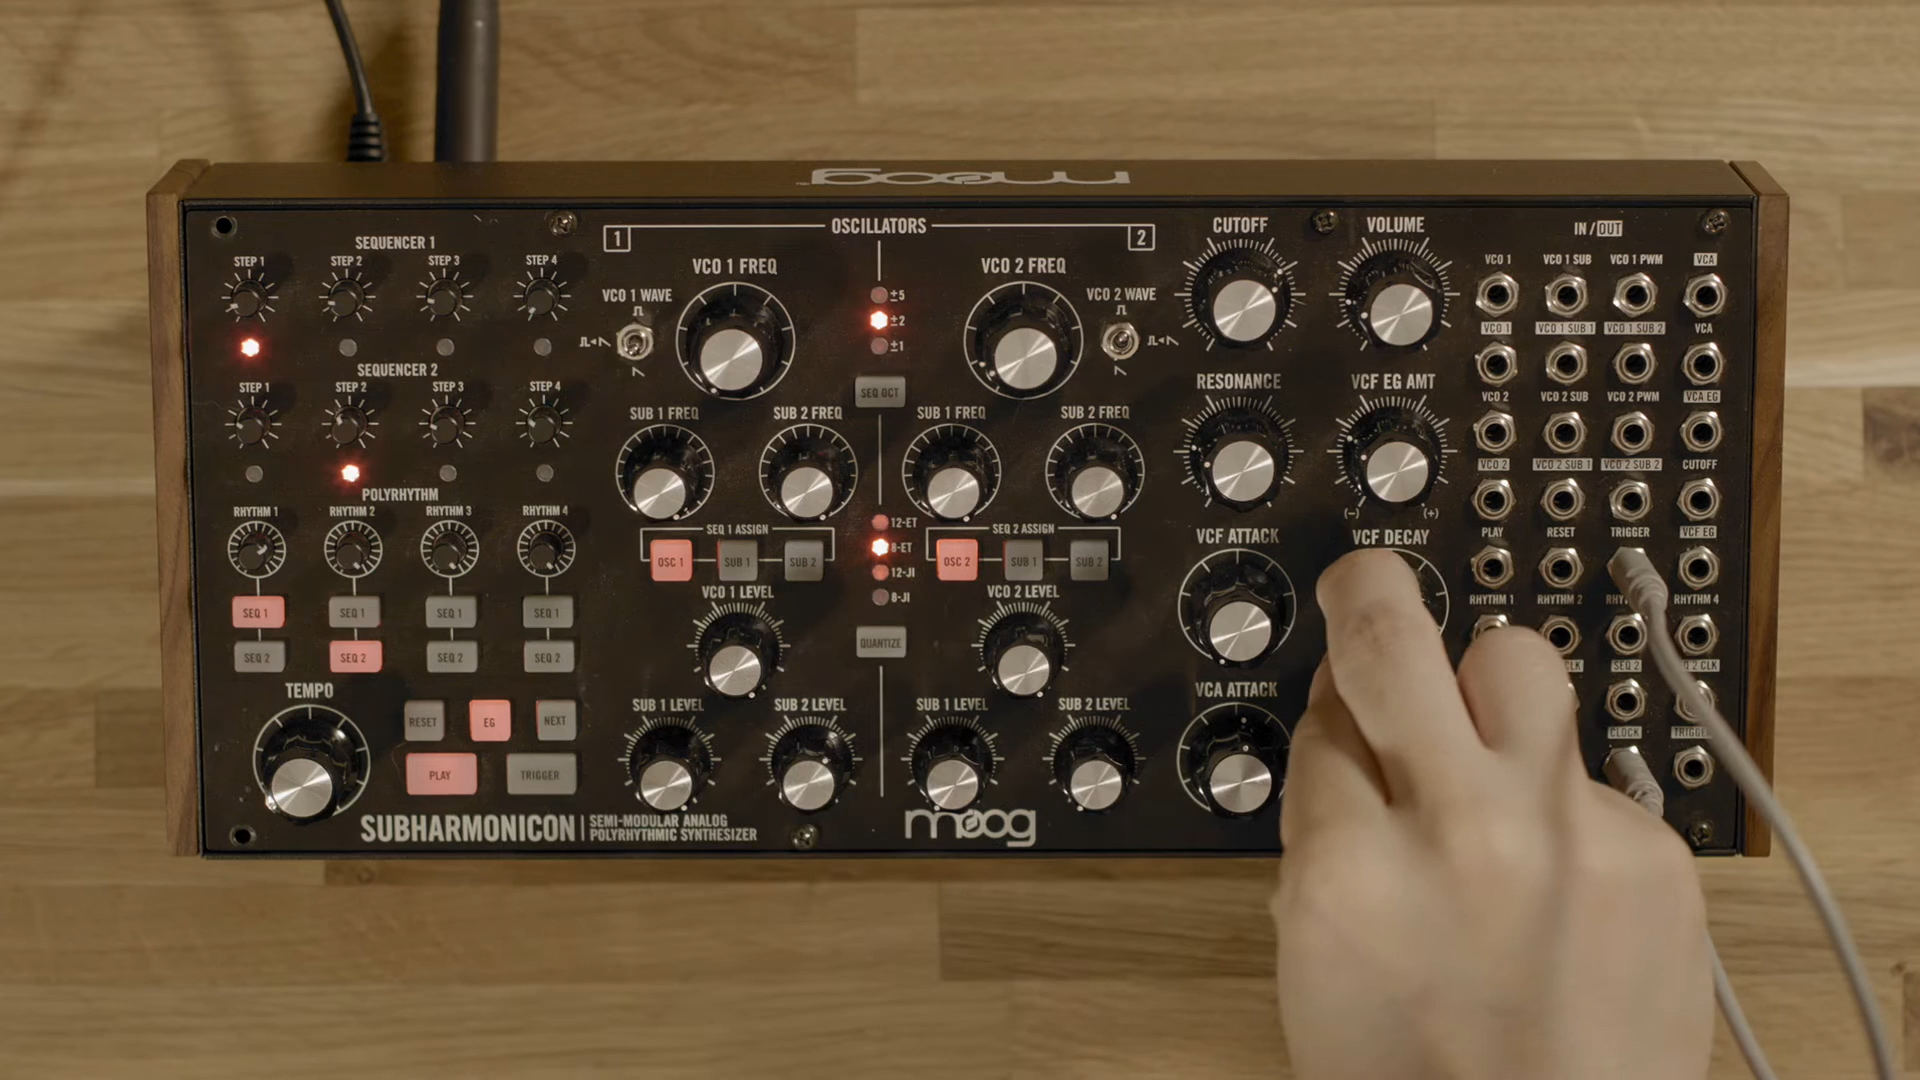 moog
SEQUENCER 1
STEP 1 STEP 2 STEP 3 STEP 4
SEQUENCER 2
STEP 1 STEP 2 STEP 3 STEP 4
POLYRHYTHM
RHYTHM 1 RHYTHM 2 RHYTHM 3 RHYTHM 4
SEQ 1 SEQ 1 SEQ 1 SEQ 1
SEQ 2 SEQ 2 SEQ 2 SEQ 2
TEMPO
RESET EG NEXT
PLAY TRIGGER
SUBHARMONICON
SEMI-MODULAR ANALOG
POLYRHYTHMIC SYNTHESIZER
1 OSCILLATORS 2
VCO 1 FREQ VCO 2 FREQ
VCO 1 WAVE VCO 2 WAVE
±5
±2
±1
SEQ OCT
SUB 1 FREQ SUB 2 FREQ SUB 1 FREQ SUB 2 FREQ
SEQ 1 ASSIGN SEQ 2 ASSIGN
OSC 1 SUB 1 SUB 2 OSC 2 SUB 1 SUB 2
12-ET
8-ET
12-JI
8-JI
QUANTIZE
VCO 1 LEVEL VCO 2 LEVEL
SUB 1 LEVEL SUB 2 LEVEL SUB 1 LEVEL SUB 2 LEVEL
moog
CUTOFF VOLUME
RESONANCE VCF EG AMT
(-) (+)
VCF ATTACK VCF DECAY
VCA ATTACK
IN / OUT
VCO 1 VCO 1 SUB VCO 1 PWM VCA
VCO 1 VCO 1 SUB 1 VCO 1 SUB 2 VCA
VCO 2 VCO 2 SUB VCO 2 PWM VCA EG
VCO 2 VCO 2 SUB 1 VCO 2 SUB 2 CUTOFF
PLAY RESET TRIGGER VCF EG
RHYTHM 1 RHYTHM 2 RHYTHM 4
CLK SEQ 2 2 CLK
CLOCK TRIGGER